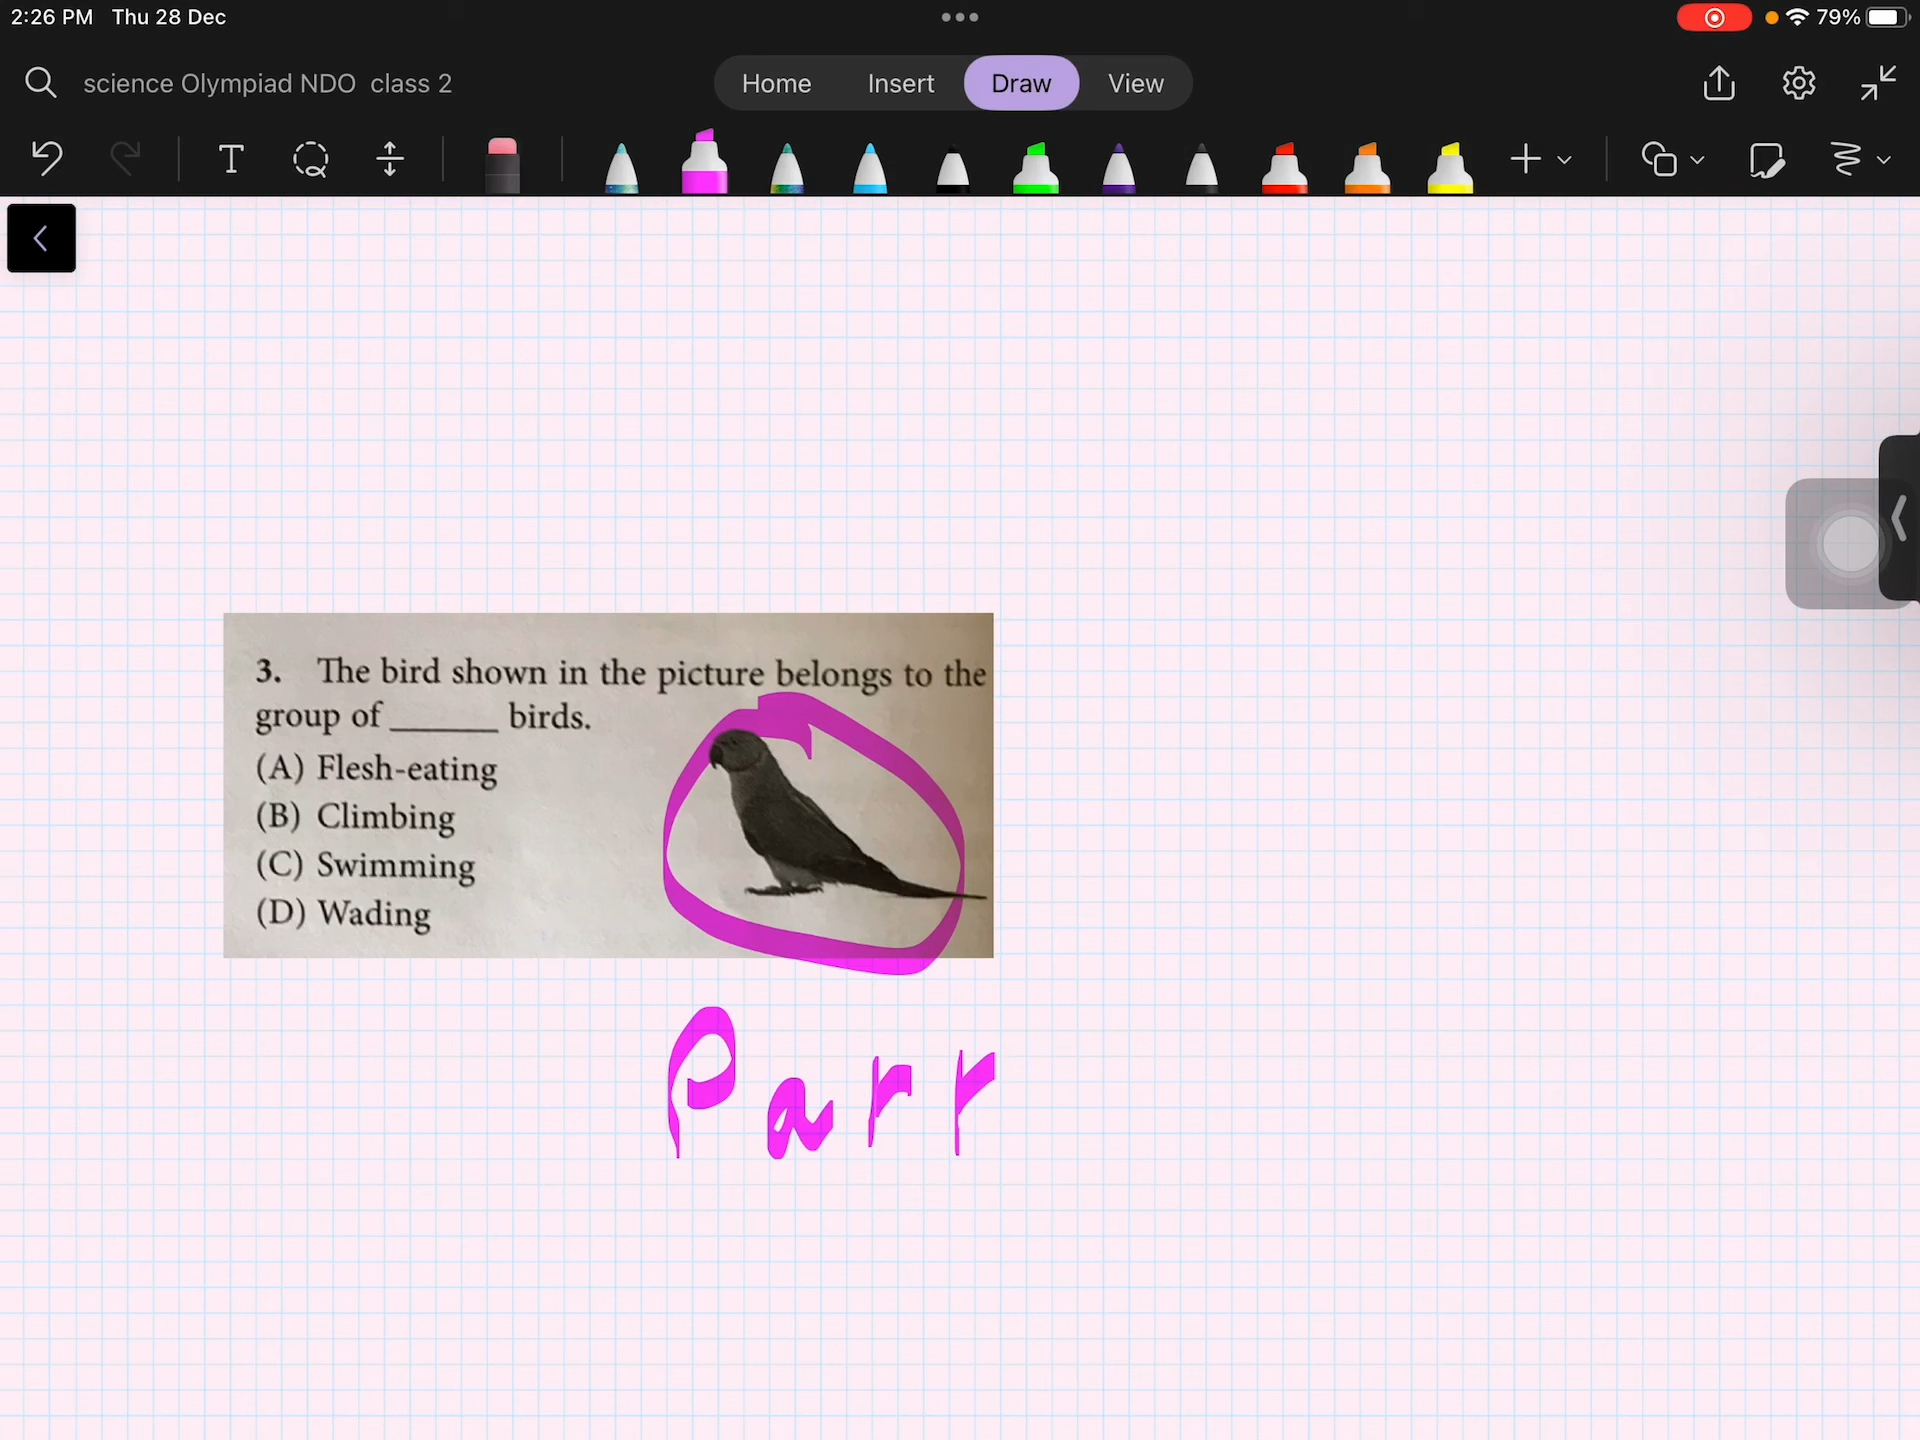 2:26 PM Thu 28 Dec
79%
science Olympiad NDO class 2
Home Insert Draw View
T
3. The bird shown in the picture belongs to the
group of ______ birds.
(A) Flesh-eating
(B) Climbing
(C) Swimming
(D) Wading
Parr